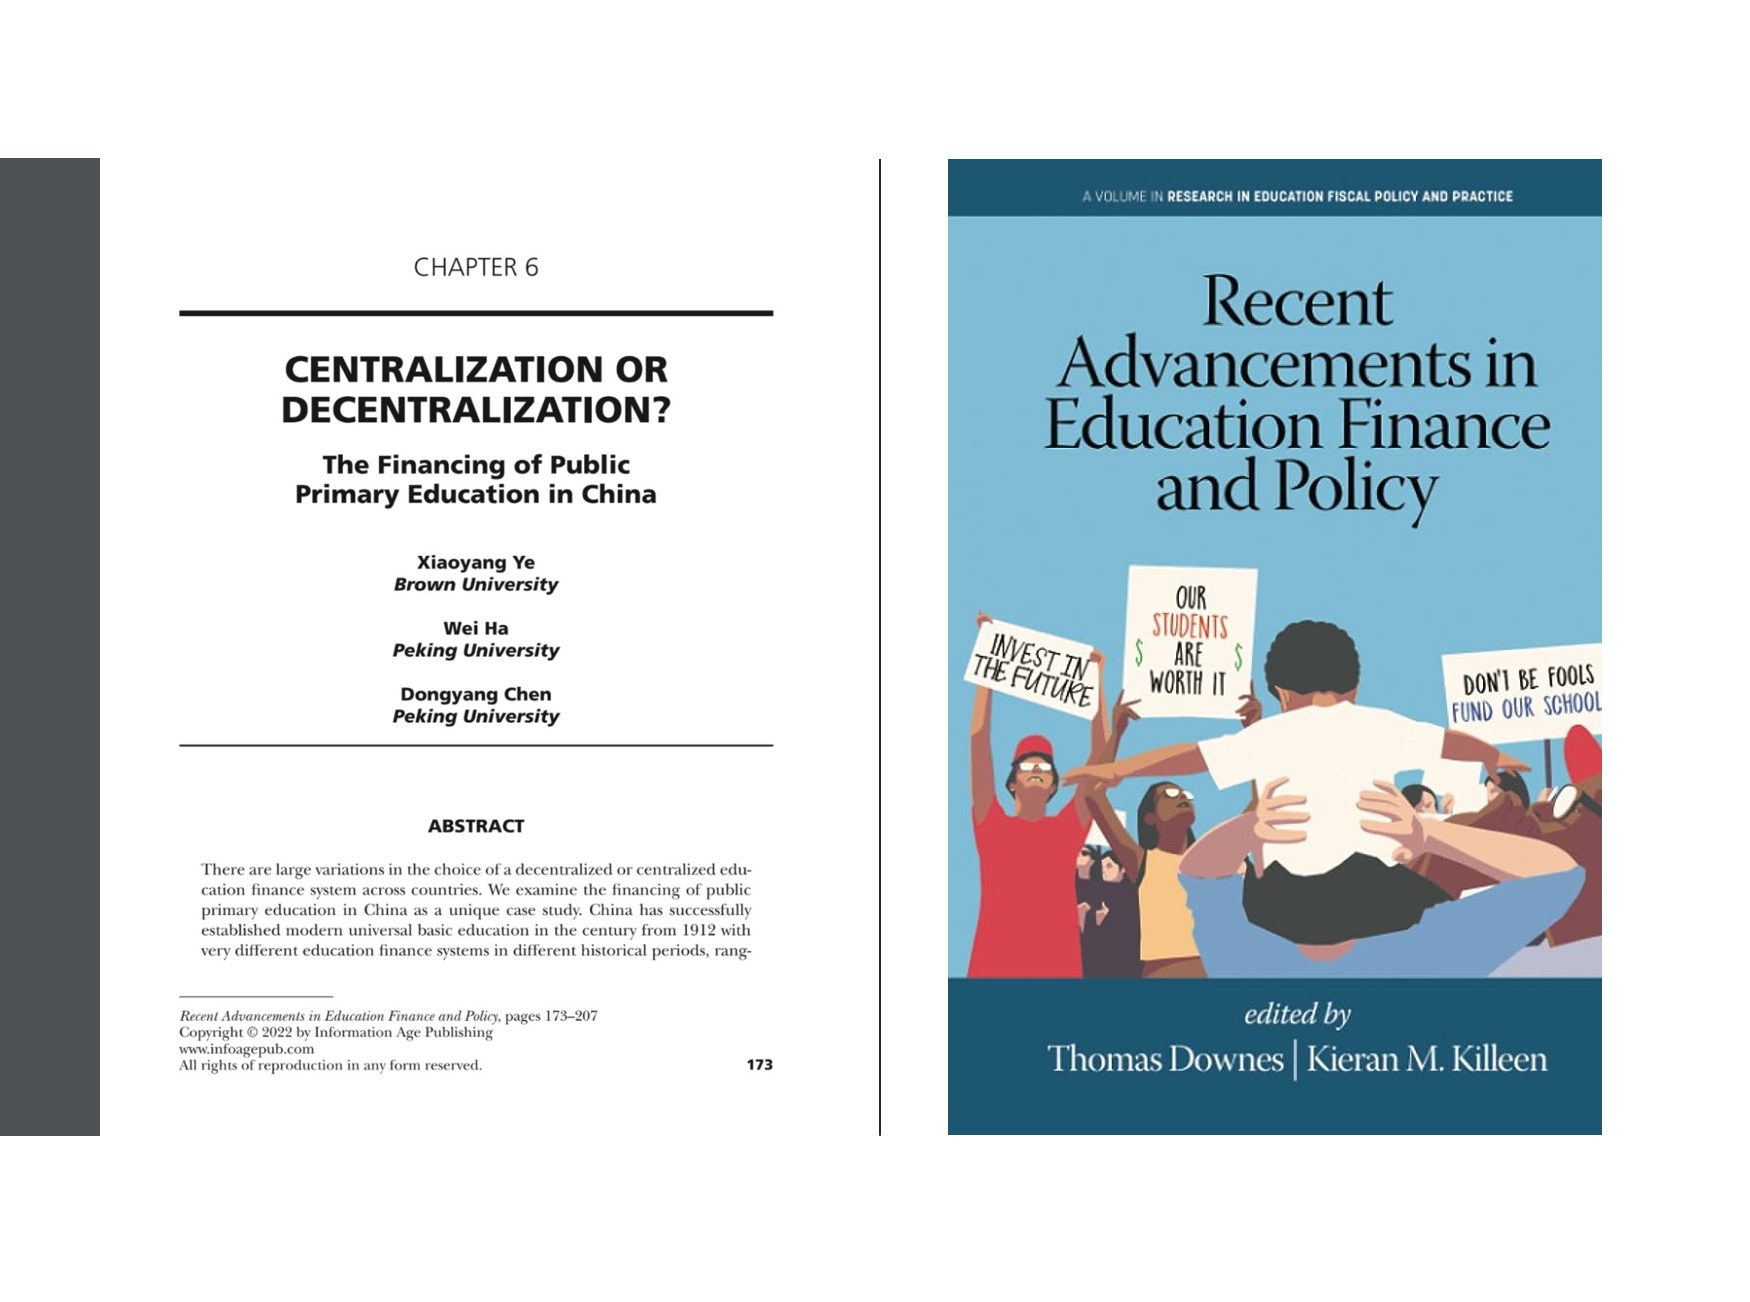 CHAPTER 6
CENTRALIZATION OR
DECENTRALIZATION?
The Financing of Public
Primary Education in China
Xiaoyang Ye
Brown University
Wei Ha
Peking University
Dongyang Chen
Peking University
ABSTRACT
There are large variations in the choice of a decentralized or centralized edu-
cation finance system across countries. We examine the financing of public
primary education in China as a unique case study. China has successfully
established modern universal basic education in the century from 1912 with
very different education finance systems in different historical periods, rang-
Recent Advancements in Education Finance and Policy, pages 173–207
Copyright © 2022 by Information Age Publishing
www.infoagepub.com
All rights of reproduction in any form reserved.
173
A VOLUME IN RESEARCH IN EDUCATION FISCAL POLICY AND PRACTICE
Recent
Advancements in
Education Finance
and Policy
INVEST IN
THE FUTURE
OUR
STUDENTS
$ ARE $
WORTH IT
DON'T BE FOOLS
FUND OUR SCHOOL
edited by
Thomas Downes | Kieran M. Killeen